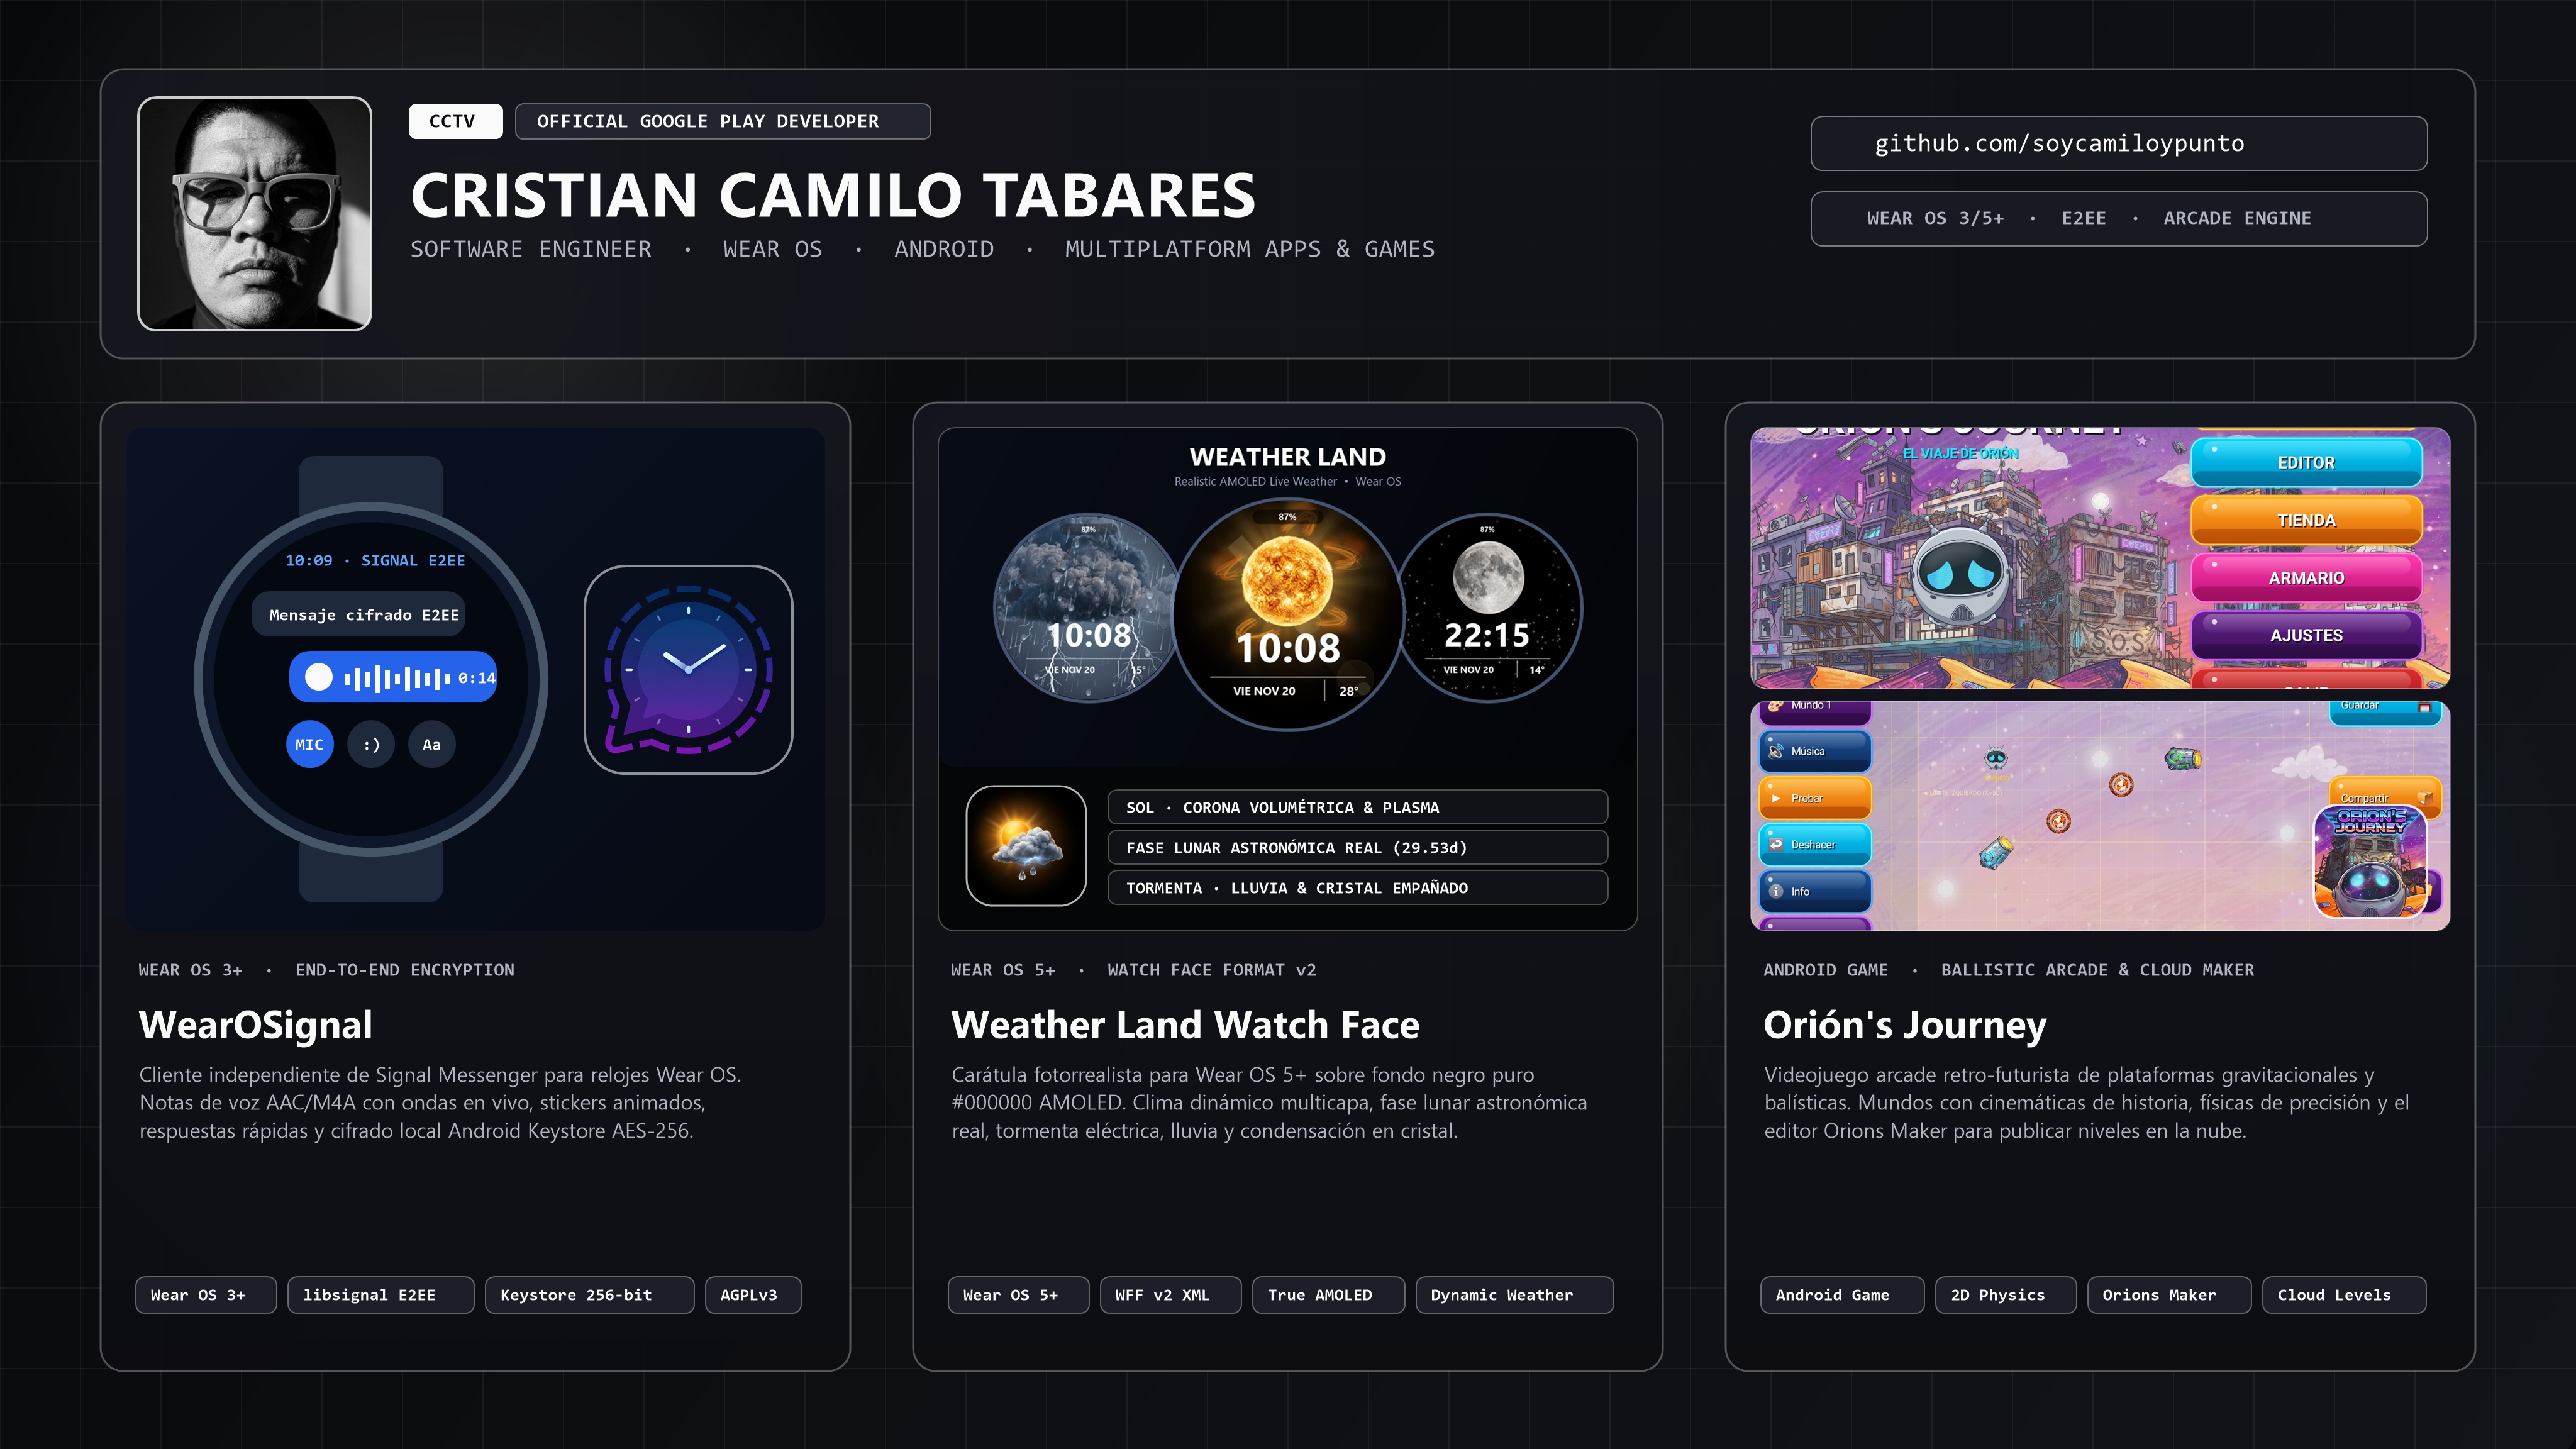 CCTV
OFFICIAL GOOGLE PLAY DEVELOPER
CRISTIAN CAMILO TABARES
SOFTWARE ENGINEER · WEAR OS · ANDROID · MULTIPLATFORM APPS & GAMES
github.com/soycamiloypunto
WEAR OS 3/5+ · E2EE · ARCADE ENGINE
10:09 · SIGNAL E2EE
Mensaje cifrado E2EE
0:14
MIC
:)
Aa
WEAR OS 3+ · END-TO-END ENCRYPTION
WearOSignal
Cliente independiente de Signal Messenger para relojes Wear OS.
Notas de voz AAC/M4A con ondas en vivo, stickers animados,
respuestas rápidas y cifrado local Android Keystore AES-256.
Wear OS 3+
libsignal E2EE
Keystore 256-bit
AGPLv3
WEATHER LAND
Realistic AMOLED Live Weather • Wear OS
87%
10:08
VIE NOV 20
15°
87%
10:08
VIE NOV 20
28°
87%
22:15
VIE NOV 20
14°
SOL · CORONA VOLUMÉTRICA & PLASMA
FASE LUNAR ASTRONÓMICA REAL (29.53d)
TORMENTA · LLUVIA & CRISTAL EMPAÑADO
WEAR OS 5+ · WATCH FACE FORMAT v2
Weather Land Watch Face
Carátula fotorrealista para Wear OS 5+ sobre fondo negro puro
#000000 AMOLED. Clima dinámico multicapa, fase lunar astronómica
real, tormenta eléctrica, lluvia y condensación en cristal.
Wear OS 5+
WFF v2 XML
True AMOLED
Dynamic Weather
ORION'S JOURNEY
EL VIAJE DE ORIÓN
EDITOR
TIENDA
ARMARIO
AJUSTES
S.O.S
Mundo 1
Música
Probar
Deshacer
Info
Guardar
Compartir
ORION'S
JOURNEY
ANDROID GAME · BALLISTIC ARCADE & CLOUD MAKER
Orión's Journey
Videojuego arcade retro-futurista de plataformas gravitacionales y
balísticas. Mundos con cinemáticas de historia, físicas de precisión y el
editor Orions Maker para publicar niveles en la nube.
Android Game
2D Physics
Orions Maker
Cloud Levels